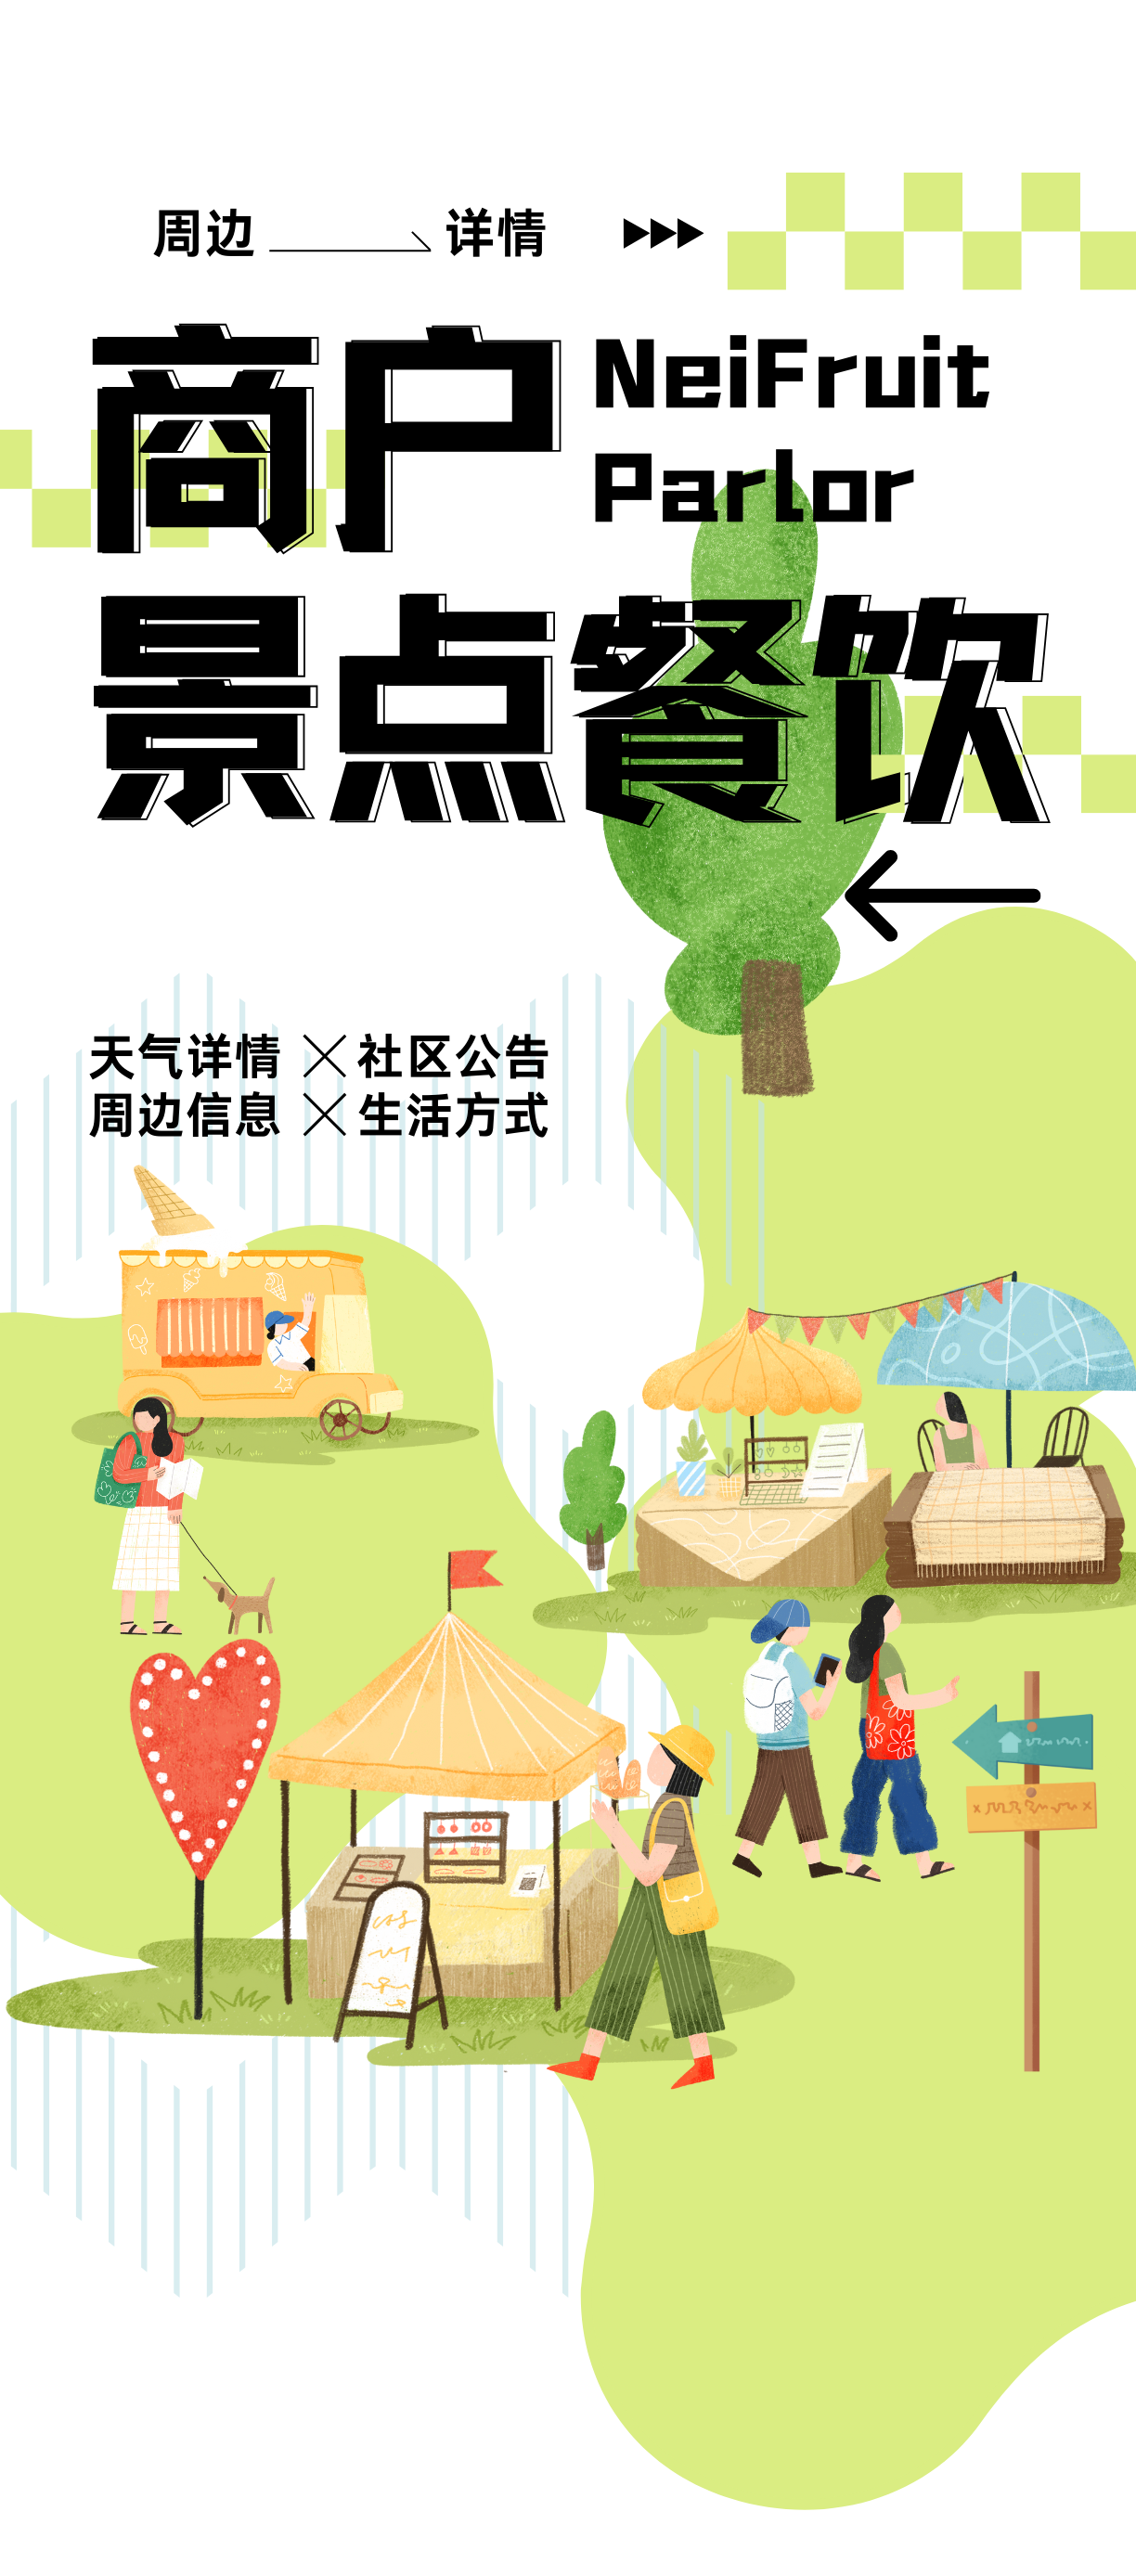 周边 详情
商户
NeiFruit
Parlor
景点餐饮
天气详情 × 社区公告
周边信息 × 生活方式